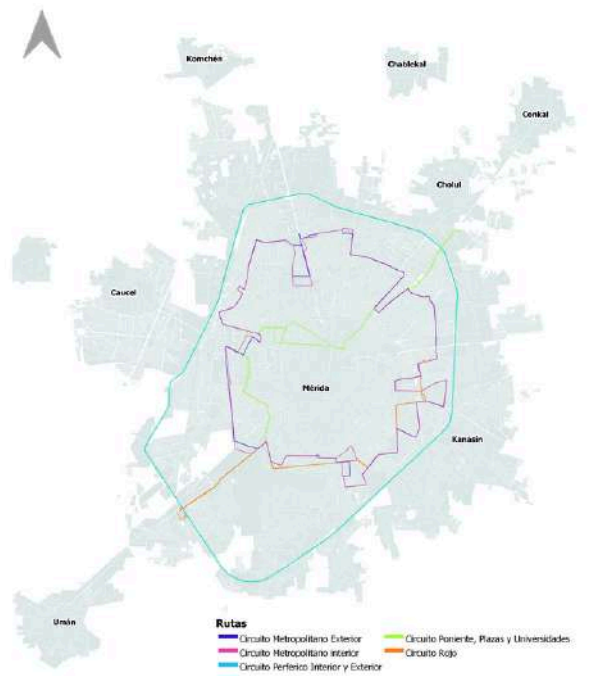 Komchén
Chablekal
Conkal
Cholul
Caucel
Mérida
Kanasín
Umán
Rutas
Circuito Metropolitano Exterior
Circuito Poniente, Plazas y Universidades
Circuito Metropolitano interior
Circuito Rojo
Circuito Perferico Interior y Exterior